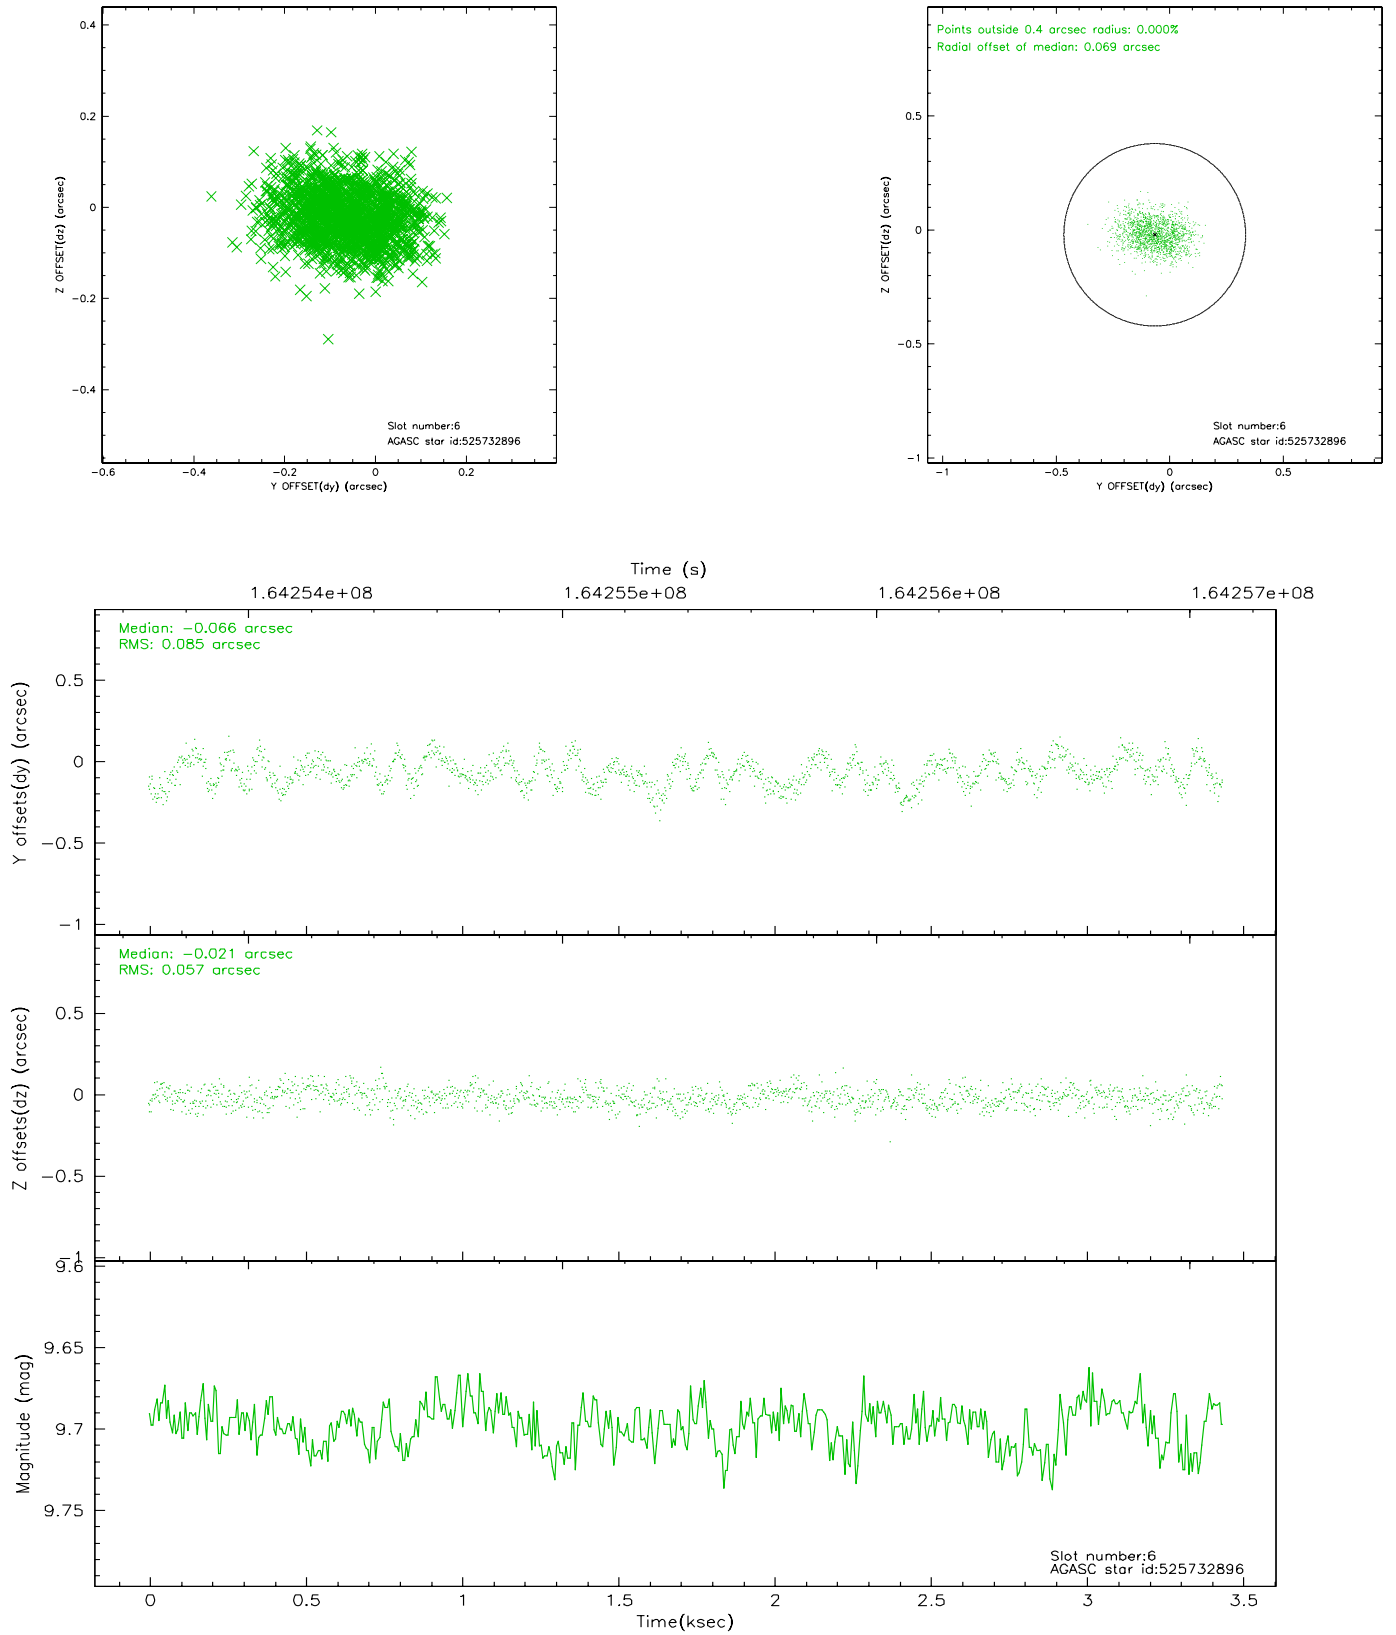 0.4
0.2
0
−0.2
−0.4
Z OFFSET(dz) (arcsec)
Slot number:6
AGASC star id:525732896
−0.6 −0.4 −0.2 0 0.2
Y OFFSET(dy) (arcsec)
Points outside 0.4 arcsec radius: 0.000%
Radial offset of median: 0.069 arcsec
0.5
0
−0.5
−1
Z OFFSET(dz) (arcsec)
Slot number:6
AGASC star id:525732896
−1 −0.5 0 0.5
Y OFFSET(dy) (arcsec)
Time (s)
1.64254e+08 1.64255e+08 1.64256e+08 1.64257e+08
Median: −0.066 arcsec
RMS: 0.085 arcsec
0.5
0
−0.5
−1
Y offsets(dy) (arcsec)
Median: −0.021 arcsec
RMS: 0.057 arcsec
0.5
0
−0.5
−1
Z offsets(dz) (arcsec)
9.6
9.65
9.7
9.75
Magnitude (mag)
Slot number:6
AGASC star id:525732896
0 0.5 1 1.5 2 2.5 3 3.5
Time(ksec)